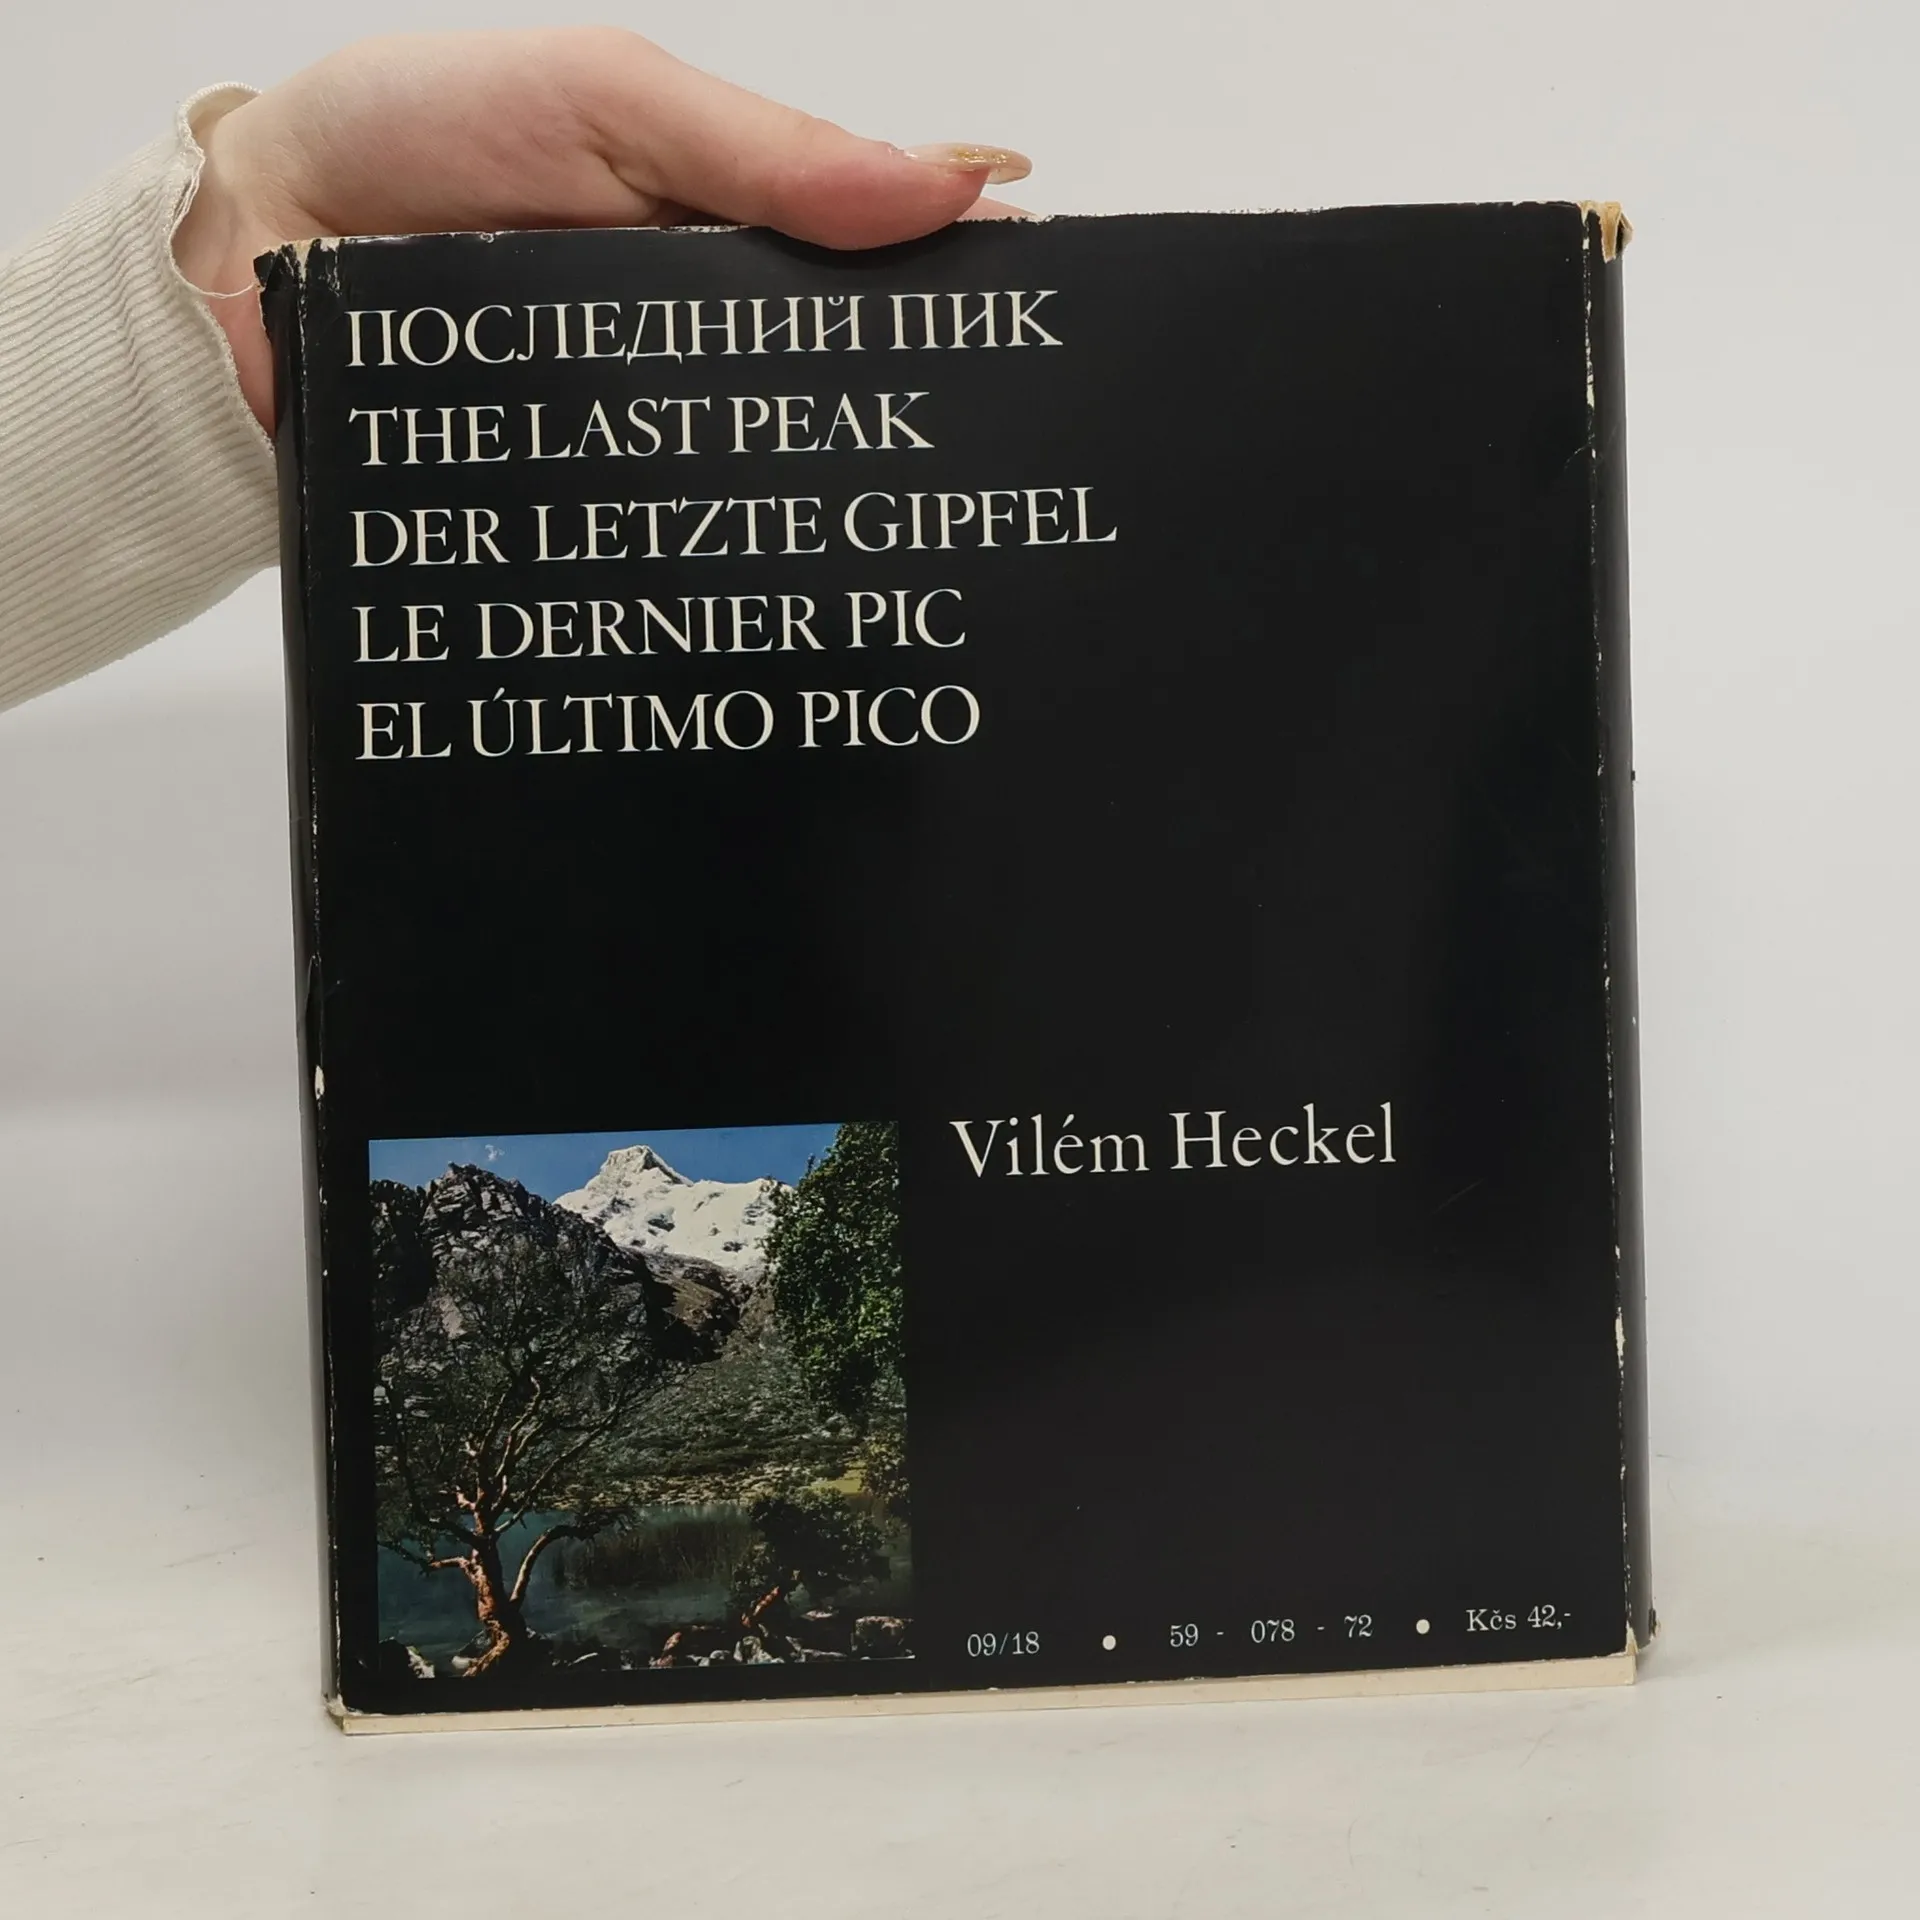 ПОСЛЕДНИЙ ПИК
THE LAST PEAK
DER LETZTE GIPFEL
LE DERNIER PIC
EL ÚLTIMO PICO
Vilém Heckel
09/18 • 59 - 078 - 72 • Kčs 42,-